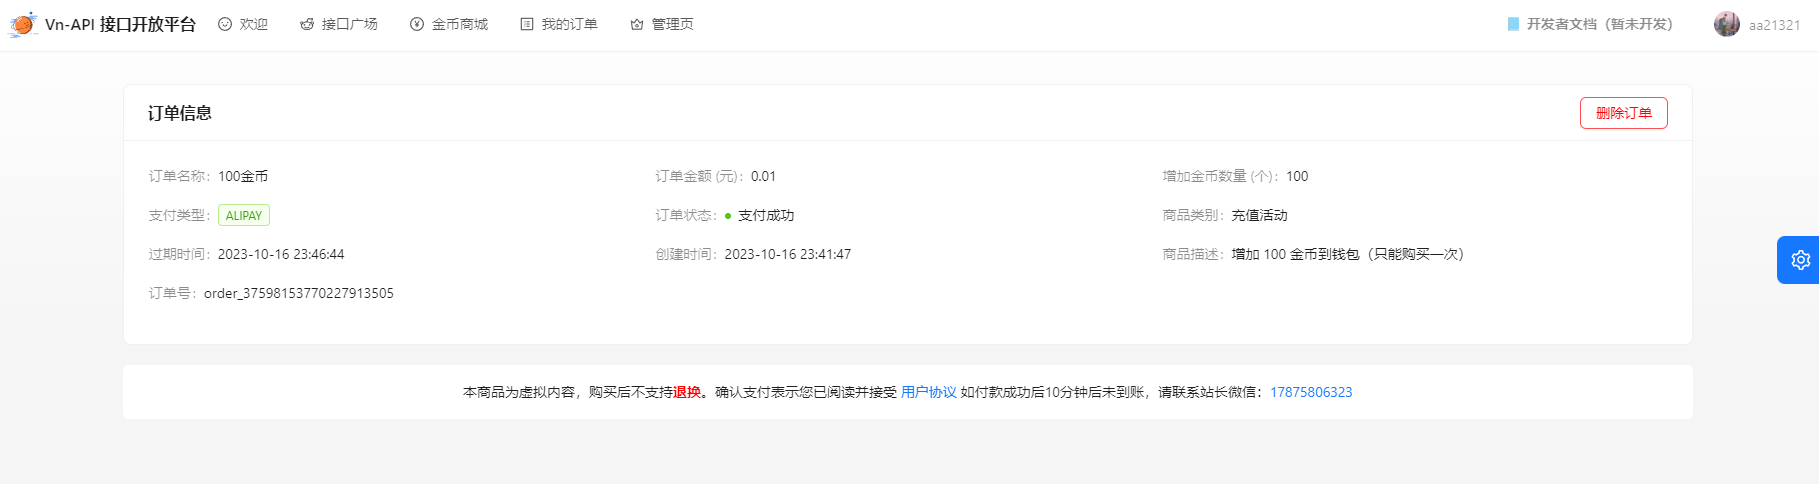 Vn-API 接口开放平台 欢迎 接口广场 金币商城 我的订单 管理页 开发者文档（暂未开发） aa21321
订单信息 删除订单
订单名称：100金币 订单金额 (元)：0.01 增加金币数量 (个)：100
支付类型：ALIPAY 订单状态：支付成功 商品类别：充值活动
过期时间：2023-10-16 23:46:44 创建时间：2023-10-16 23:41:47 商品描述：增加 100 金币到钱包（只能购买一次）
订单号：order_37598153770227913505
本商品为虚拟内容，购买后不支持退换。确认支付表示您已阅读并接受 用户协议 如付款成功后10分钟后未到账，请联系站长微信：17875806323